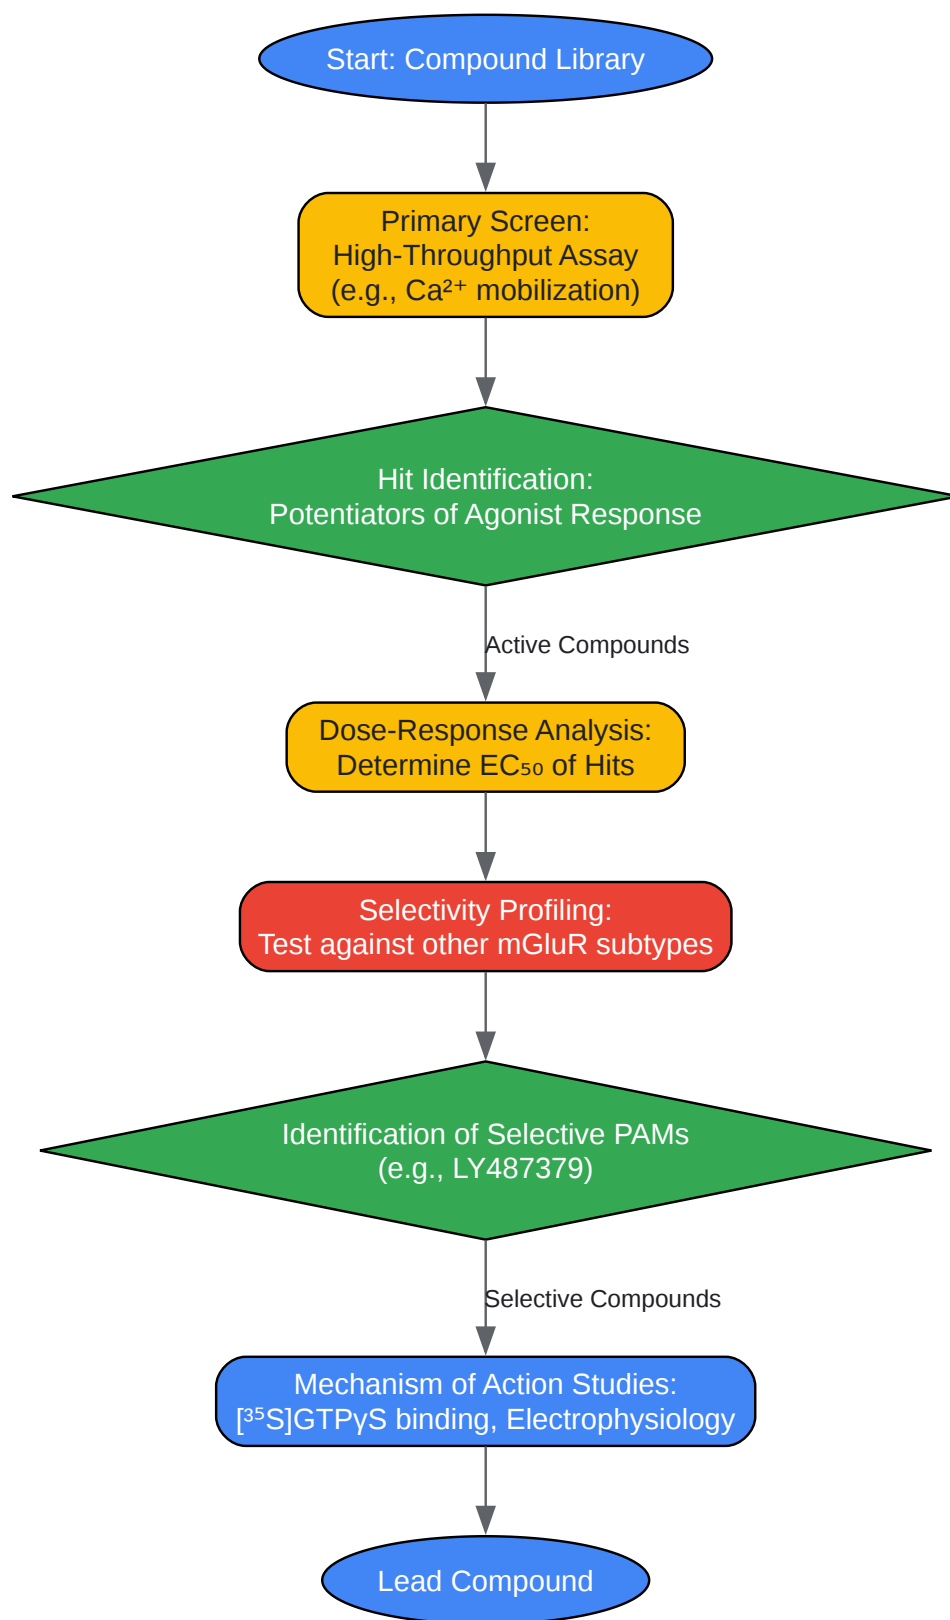 Start: Compound Library
Primary Screen:
High-Throughput Assay
(e.g., Ca²⁺ mobilization)
Hit Identification:
Potentiators of Agonist Response
Active Compounds
Dose-Response Analysis:
Determine EC₅₀ of Hits
Selectivity Profiling:
Test against other mGluR subtypes
Identification of Selective PAMs
(e.g., LY487379)
Selective Compounds
Mechanism of Action Studies:
[³⁵S]GTPγS binding, Electrophysiology
Lead Compound